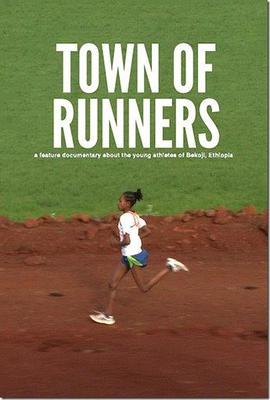 TOWN OF
RUNNERS
a feature documentary about the young athletes of Bekoji, Ethiopia